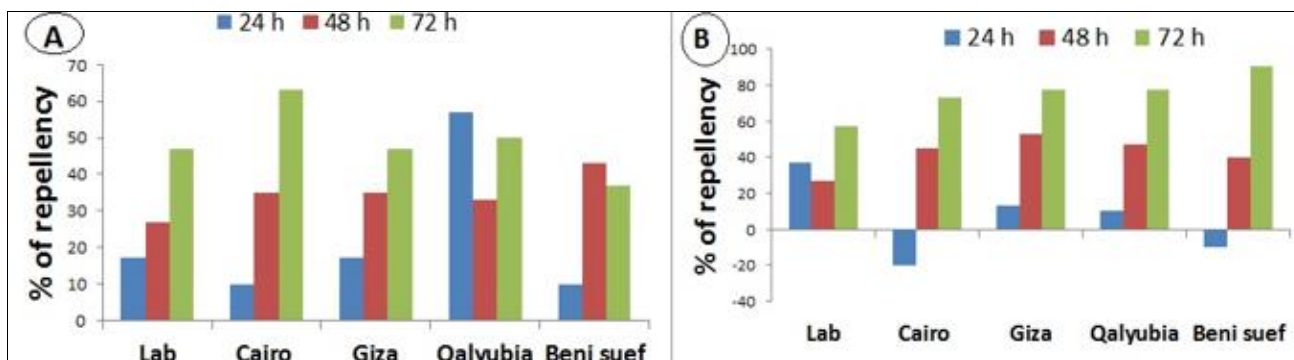 A
24 h 48 h 72 h
% of repellency
70
60
50
40
30
20
10
0
Lab Cairo Giza Qalyubia Beni suef
B
24 h 48 h 72 h
% of repellency
100
80
60
40
20
0
-20
-40
Lab Cairo Giza Qalyubia Beni suef